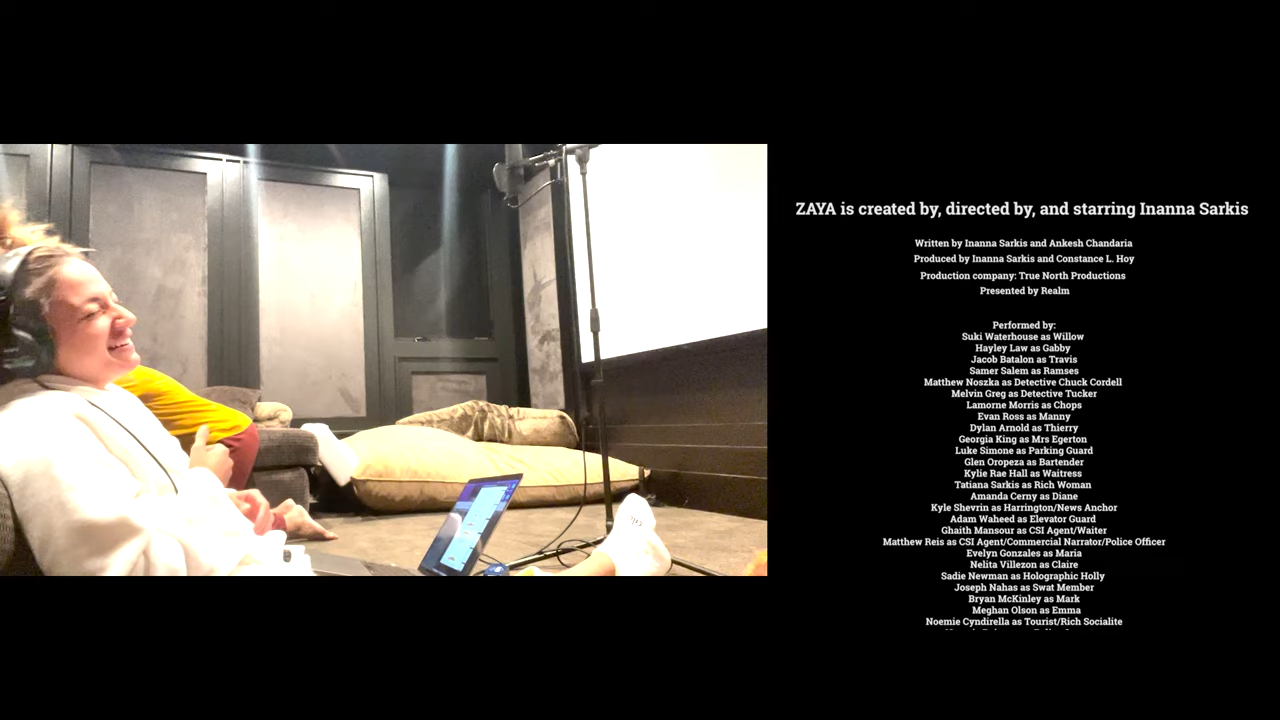 ZAYA is created by, directed by, and starring Inanna Sarkis
Written by Inanna Sarkis and Ankesh Chandaria
Produced by Inanna Sarkis and Constance L. Hoy
Production company: True North Productions
Presented by Realm
Performed by:
Suki Waterhouse as Willow
Hayley Law as Gabby
Jacob Batalon as Travis
Samer Salem as Ramses
Matthew Noszka as Detective Chuck Cordell
Melvin Greg as Detective Tucker
Lamorne Morris as Chops
Evan Ross as Manny
Dylan Arnold as Thierry
Georgia King as Mrs Egerton
Luke Simone as Parking Guard
Glen Oropeza as Bartender
Kylie Rae Hall as Waitress
Tatiana Sarkis as Rich Woman
Amanda Cerny as Diane
Kyle Shevrin as Harrington/News Anchor
Adam Waheed as Elevator Guard
Ghaith Mansour as CSI Agent/Waiter
Matthew Reis as CSI Agent/Commercial Narrator/Police Officer
Evelyn Gonzales as Maria
Nelita Villezon as Claire
Sadie Newman as Holographic Holly
Joseph Nahas as Swat Member
Bryan McKinley as Mark
Meghan Olson as Emma
Noemie Cyndirella as Tourist/Rich Socialite